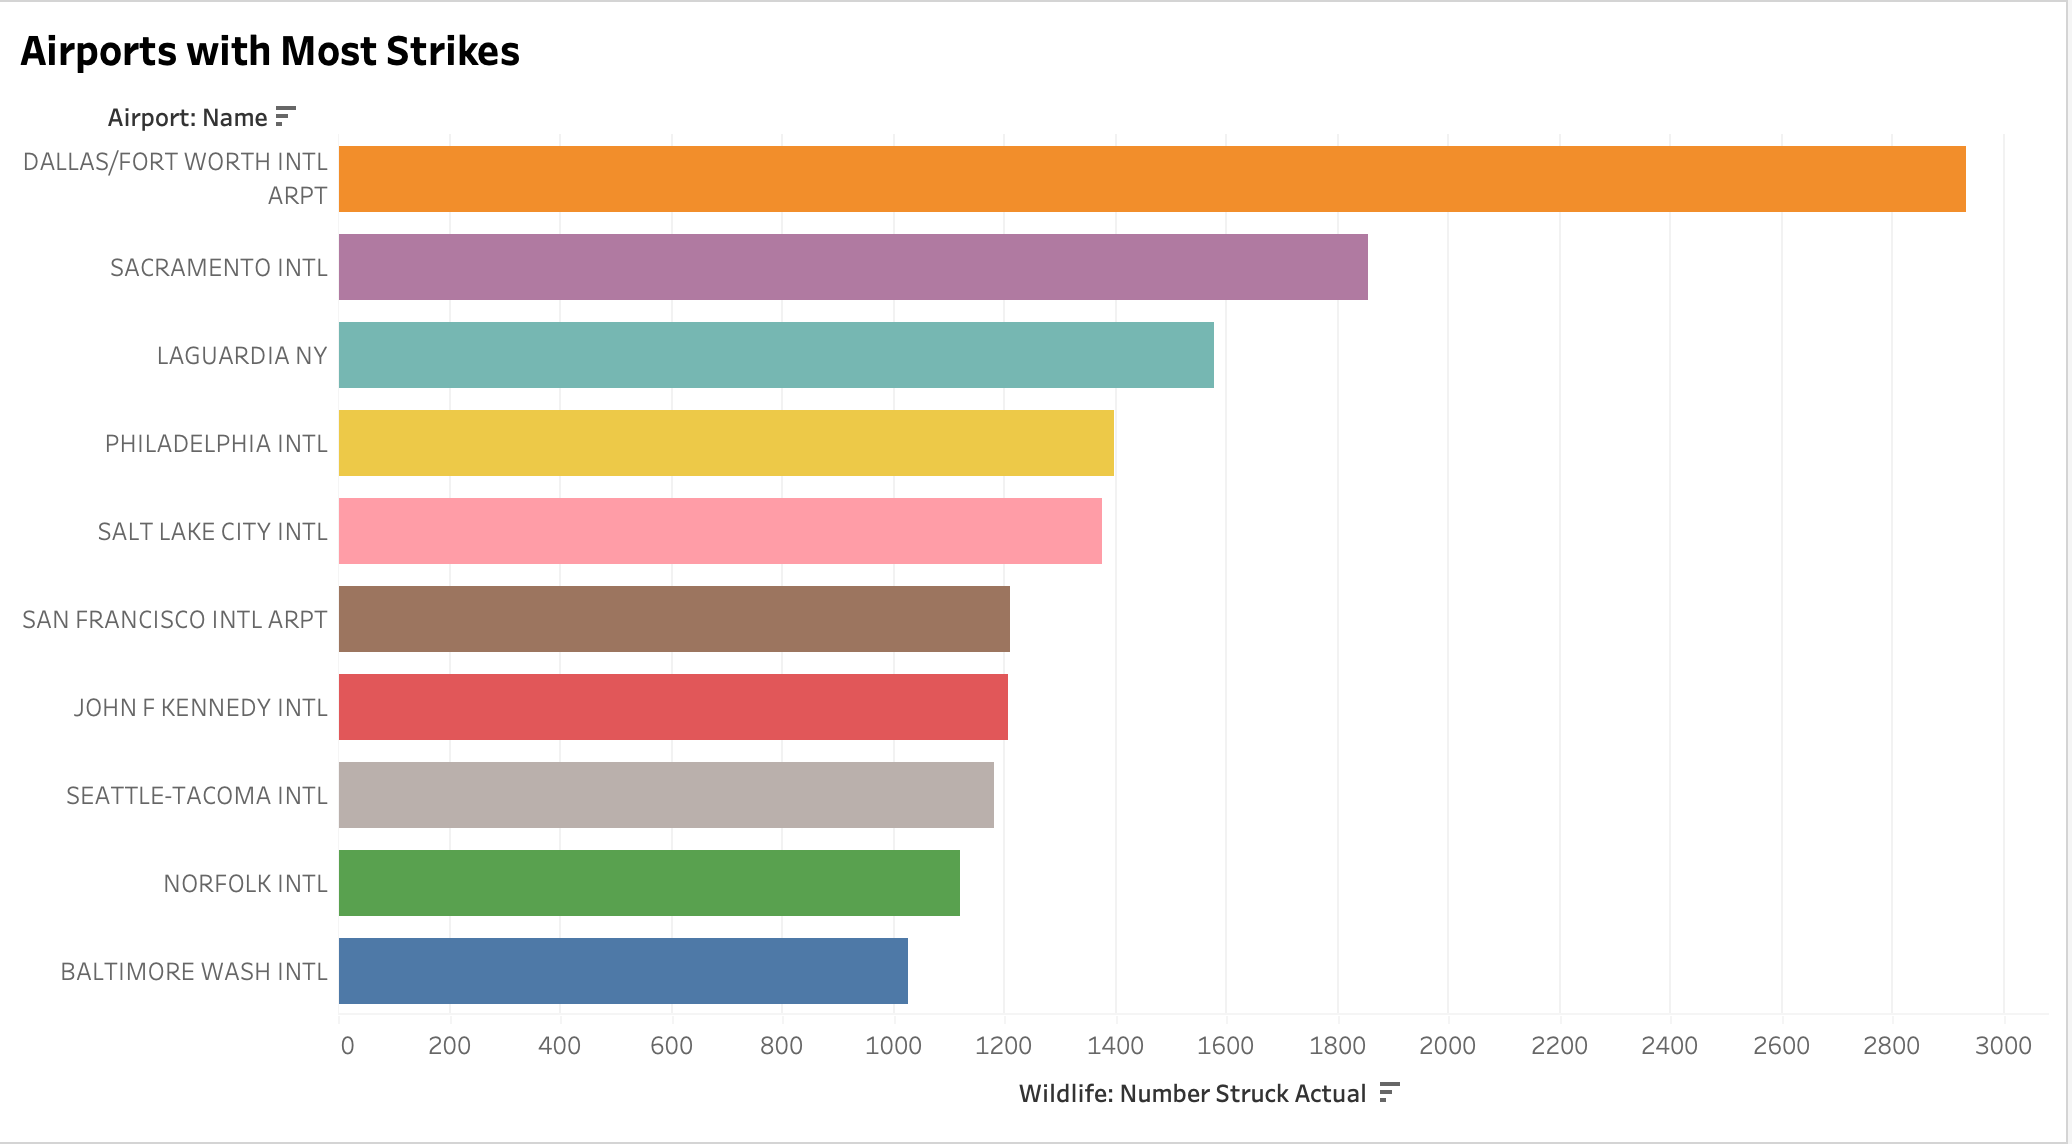 Airports with Most Strikes
Airport: Name
DALLAS/FORT WORTH INTL
ARPT
SACRAMENTO INTL
LAGUARDIA NY
PHILADELPHIA INTL
SALT LAKE CITY INTL
SAN FRANCISCO INTL ARPT
JOHN F KENNEDY INTL
SEATTLE-TACOMA INTL
NORFOLK INTL
BALTIMORE WASH INTL
0 200 400 600 800 1000 1200 1400 1600 1800 2000 2200 2400 2600 2800 3000
Wildlife: Number Struck Actual